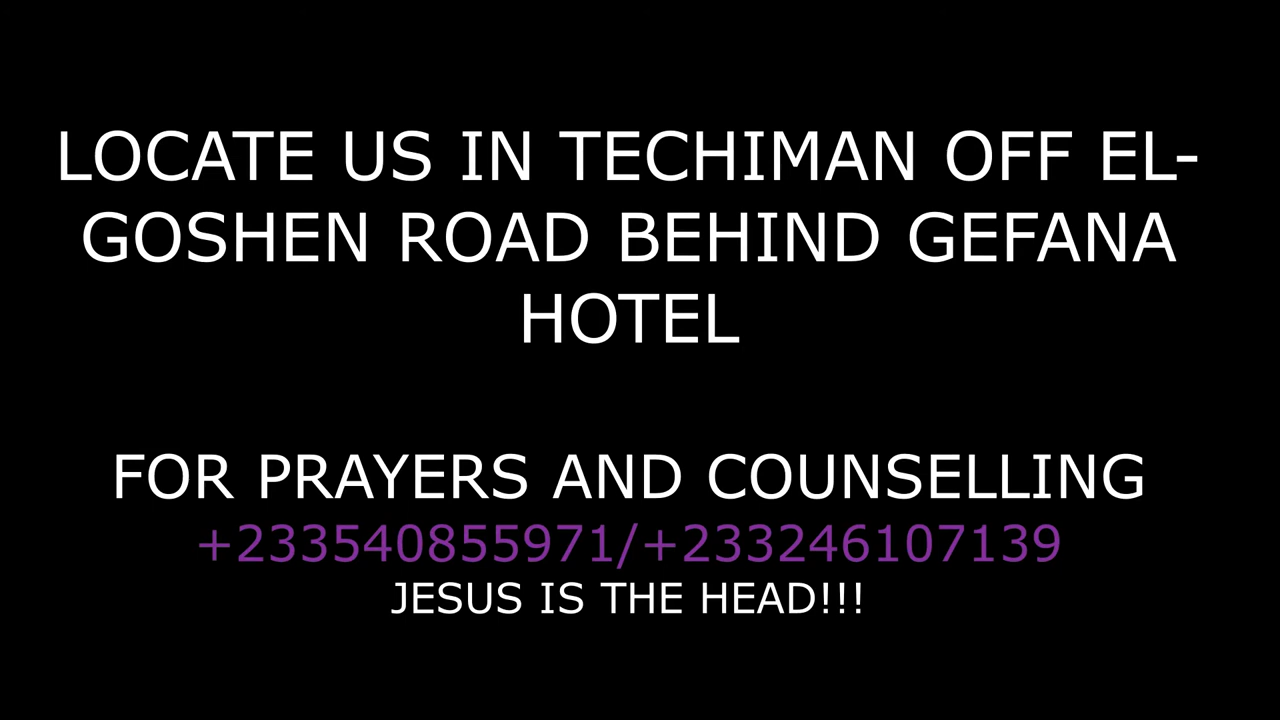 LOCATE US IN TECHIMAN OFF EL-
GOSHEN ROAD BEHIND GEFANA
HOTEL
FOR PRAYERS AND COUNSELLING
+233540855971/+233246107139
JESUS IS THE HEAD!!!